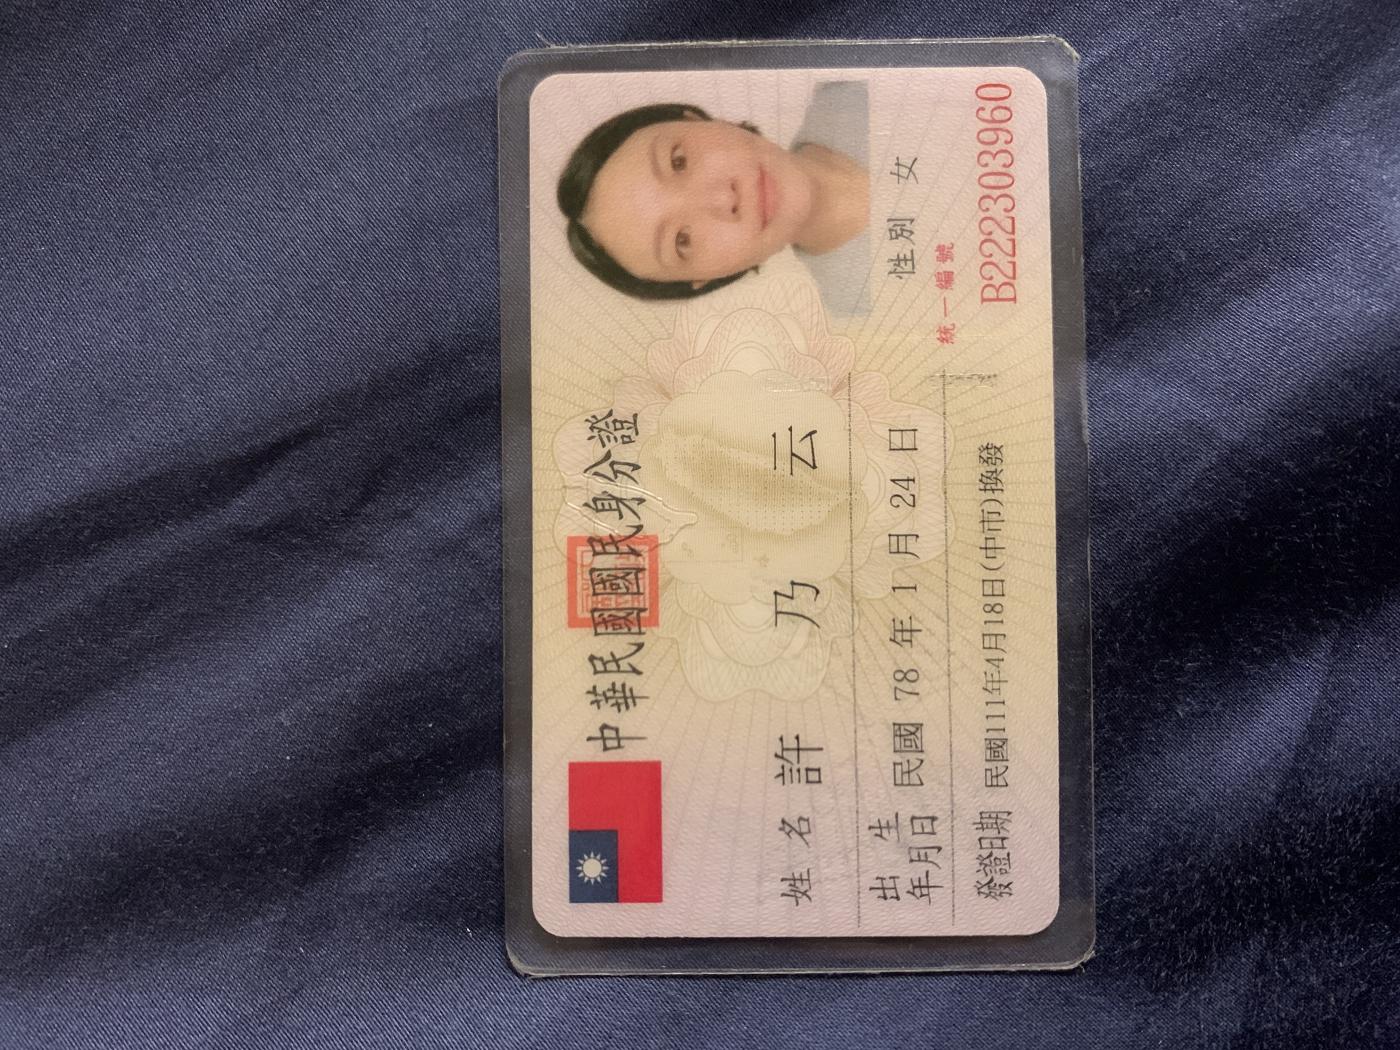 中華民國國民身分證
姓名 許乃云
出生年月日 民國 78 年 1 月 24 日
性別 女
發證日期 民國111年4月18日(中市)換發
統一編號
B222303960